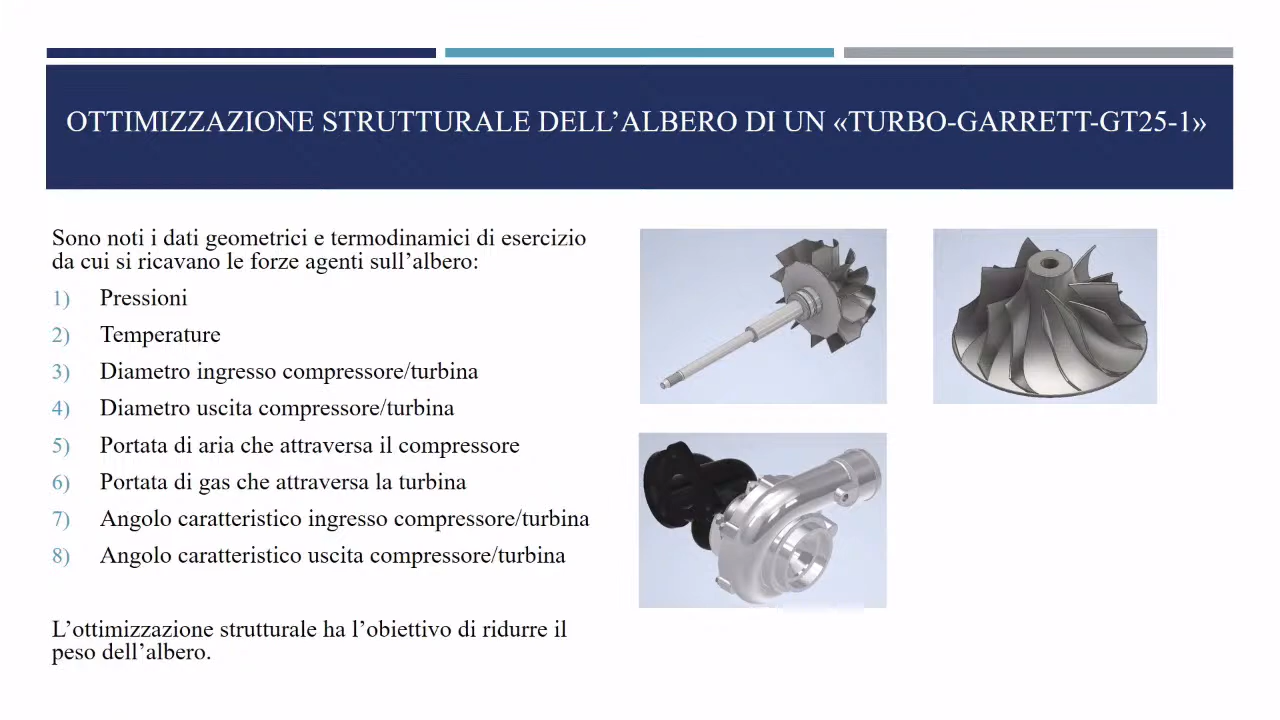 OTTIMIZZAZIONE STRUTTURALE DELL’ALBERO DI UN «TURBO-GARRETT-GT25-1»
Sono noti i dati geometrici e termodinamici di esercizio
da cui si ricavano le forze agenti sull’albero:
1) Pressioni
2) Temperature
3) Diametro ingresso compressore/turbina
4) Diametro uscita compressore/turbina
5) Portata di aria che attraversa il compressore
6) Portata di gas che attraversa la turbina
7) Angolo caratteristico ingresso compressore/turbina
8) Angolo caratteristico uscita compressore/turbina
L’ottimizzazione strutturale ha l’obiettivo di ridurre il
peso dell’albero.